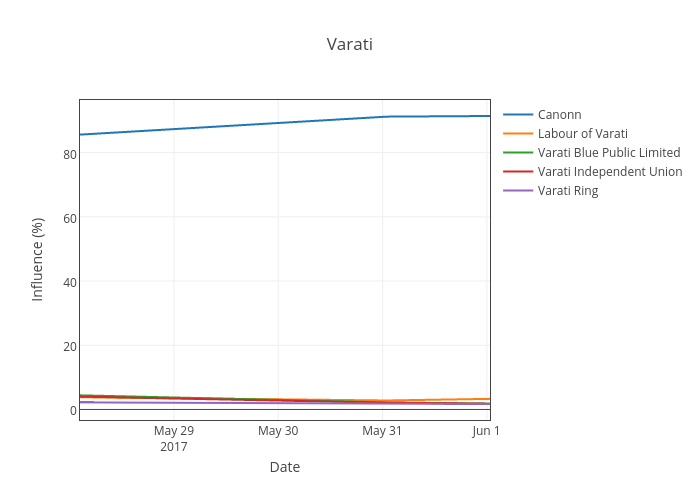 Varati
Influence (%)
80
60
40
20
0
May 29
2017
May 30
May 31
Jun 1
Date
Canonn
Labour of Varati
Varati Blue Public Limited
Varati Independent Union
Varati Ring